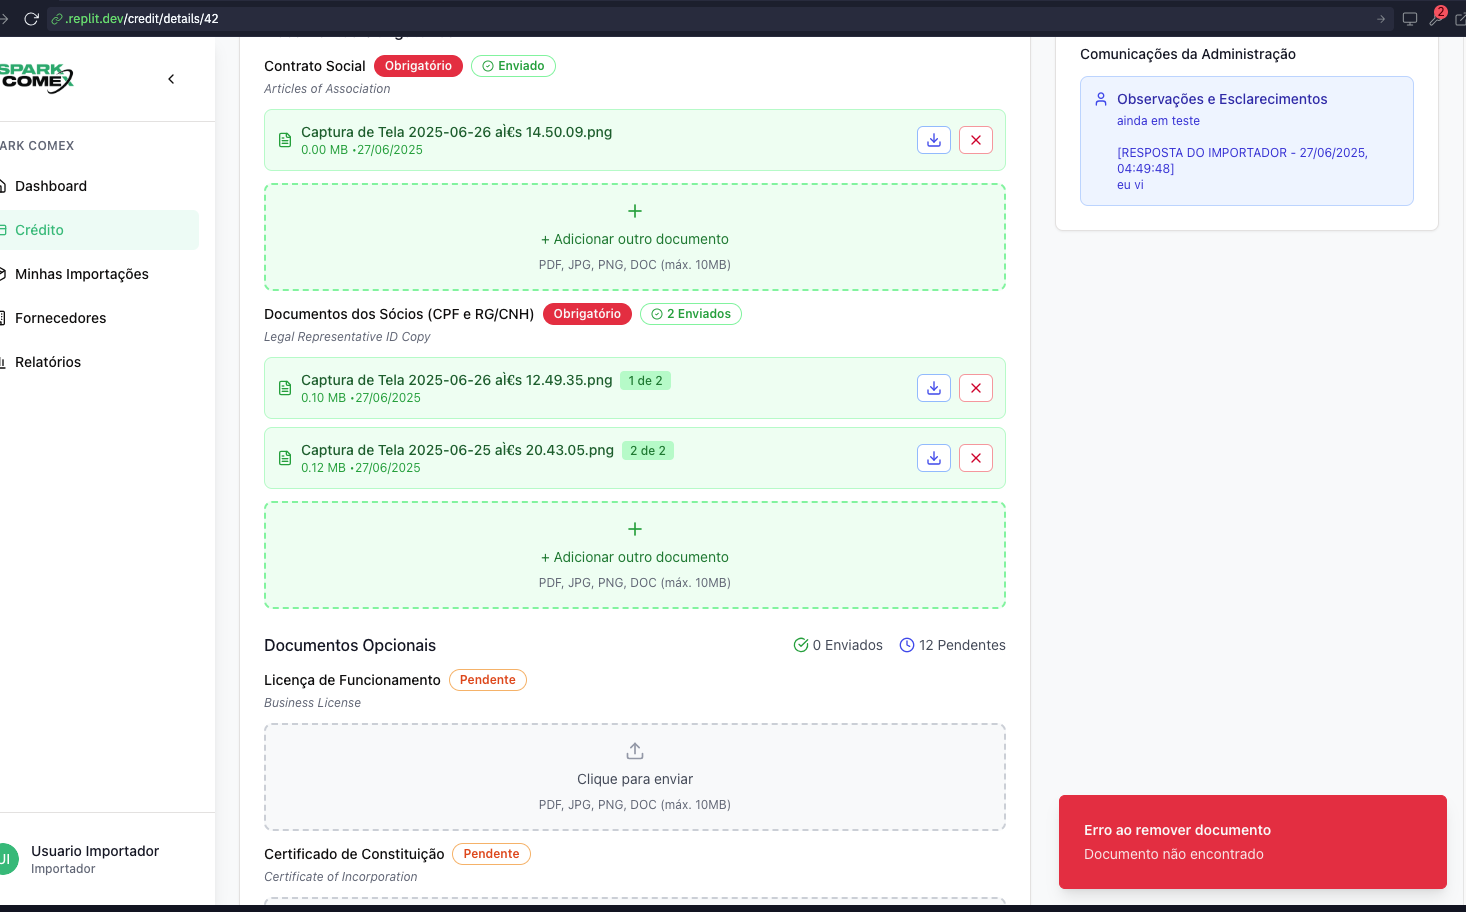 .replit.dev/credit/details/42
2
SPARK
COMEX
ARK COMEX
Dashboard
Crédito
Minhas Importações
Fornecedores
Relatórios
UI
Usuario Importador
Importador
Contrato Social Obrigatório Enviado
Articles of Association
Captura de Tela 2025-06-26 aÌ€s 14.50.09.png
0.00 MB •27/06/2025
+ Adicionar outro documento
PDF, JPG, PNG, DOC (máx. 10MB)
Documentos dos Sócios (CPF e RG/CNH) Obrigatório 2 Enviados
Legal Representative ID Copy
Captura de Tela 2025-06-26 aÌ€s 12.49.35.png 1 de 2
0.10 MB •27/06/2025
Captura de Tela 2025-06-25 aÌ€s 20.43.05.png 2 de 2
0.12 MB •27/06/2025
+ Adicionar outro documento
PDF, JPG, PNG, DOC (máx. 10MB)
Documentos Opcionais 0 Enviados 12 Pendentes
Licença de Funcionamento Pendente
Business License
Clique para enviar
PDF, JPG, PNG, DOC (máx. 10MB)
Certificado de Constituição Pendente
Certificate of Incorporation
Comunicações da Administração
Observações e Esclarecimentos
ainda em teste
[RESPOSTA DO IMPORTADOR - 27/06/2025,
04:49:48]
eu vi
Erro ao remover documento
Documento não encontrado